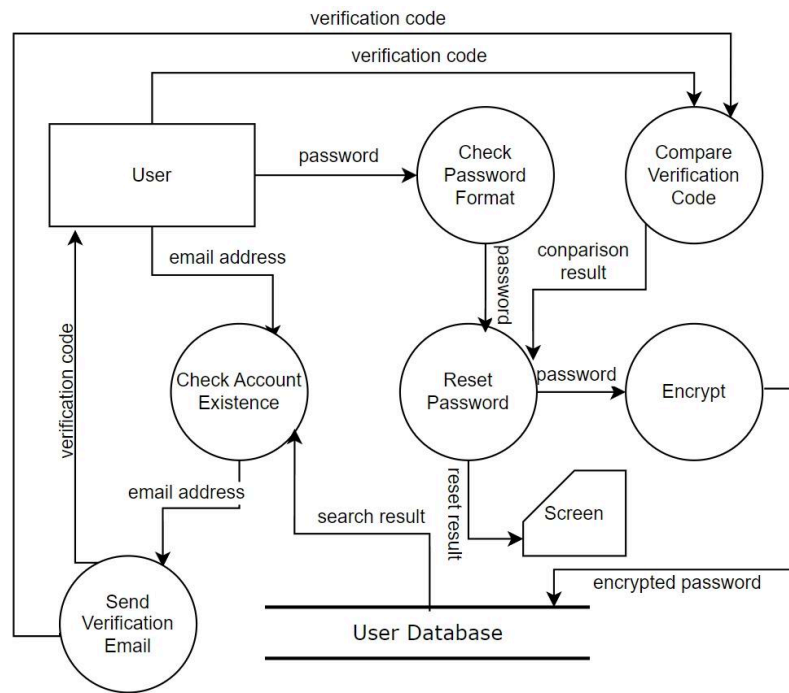 verification code
verification code
User
password
Check
Password
Format
Compare
Verification
Code
email address
conparison
result
password
verification code
Check Account
Existence
Reset
Password
password
Encrypt
email address
search result
reset result
Screen
encrypted password
Send
Verification
Email
User Database